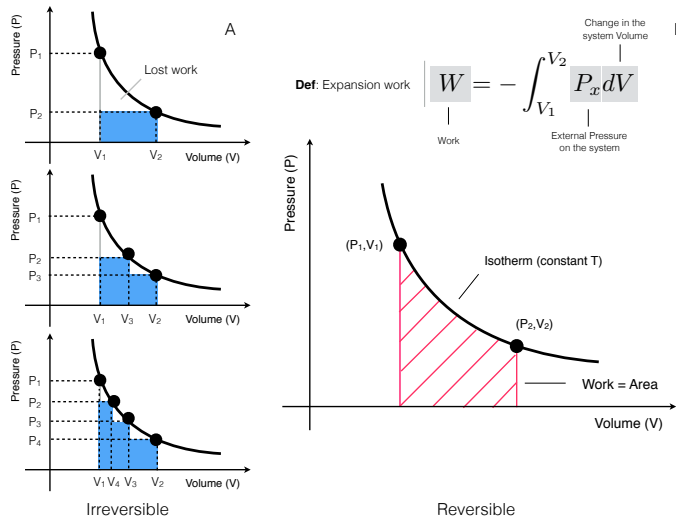 A
Pressure (P)
P1
Lost work
P2
V1 V2 Volume (V)
Pressure (P)
P1
P2
P3
V1 V3 V2 Volume (V)
Pressure (P)
P1
P2
P3
P4
V1 V4 V3 V2 Volume (V)
Irreversible
Change in the
system Volume
Def: Expansion work
W = − ∫V1V2 Px dV
Work
External Pressure
on the system
Pressure (P)
(P1,V1)
Isotherm (constant T)
(P2,V2)
Work = Area
Volume (V)
Reversible